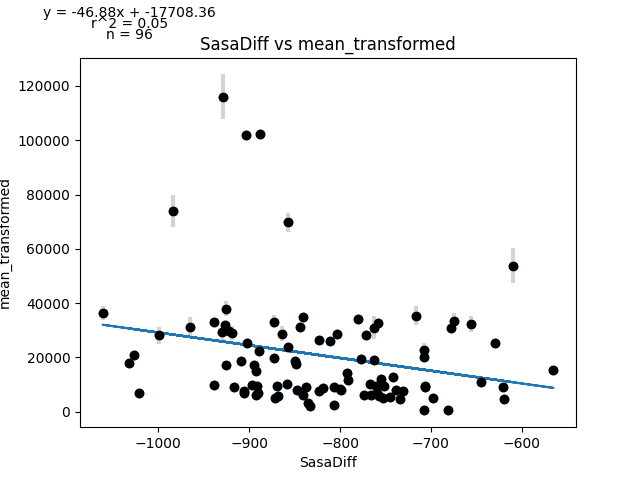 y = -46.88x + -17708.36
r^2 = 0.05
n = 96
SasaDiff vs mean_transformed
120000
100000
80000
60000
40000
20000
0
mean_transformed
−1000
−900
−800
−700
−600
SasaDiff